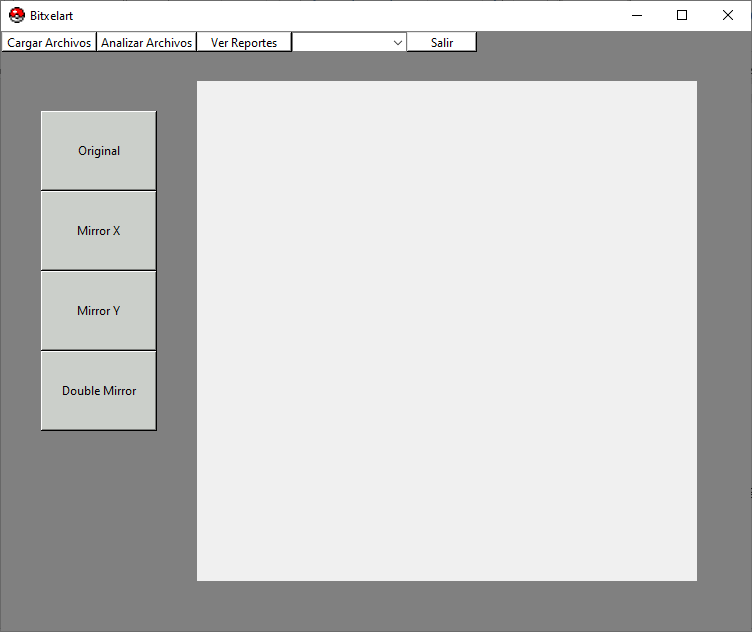 Bitxelart
Cargar Archivos Analizar Archivos Ver Reportes Salir
Original
Mirror X
Mirror Y
Double Mirror